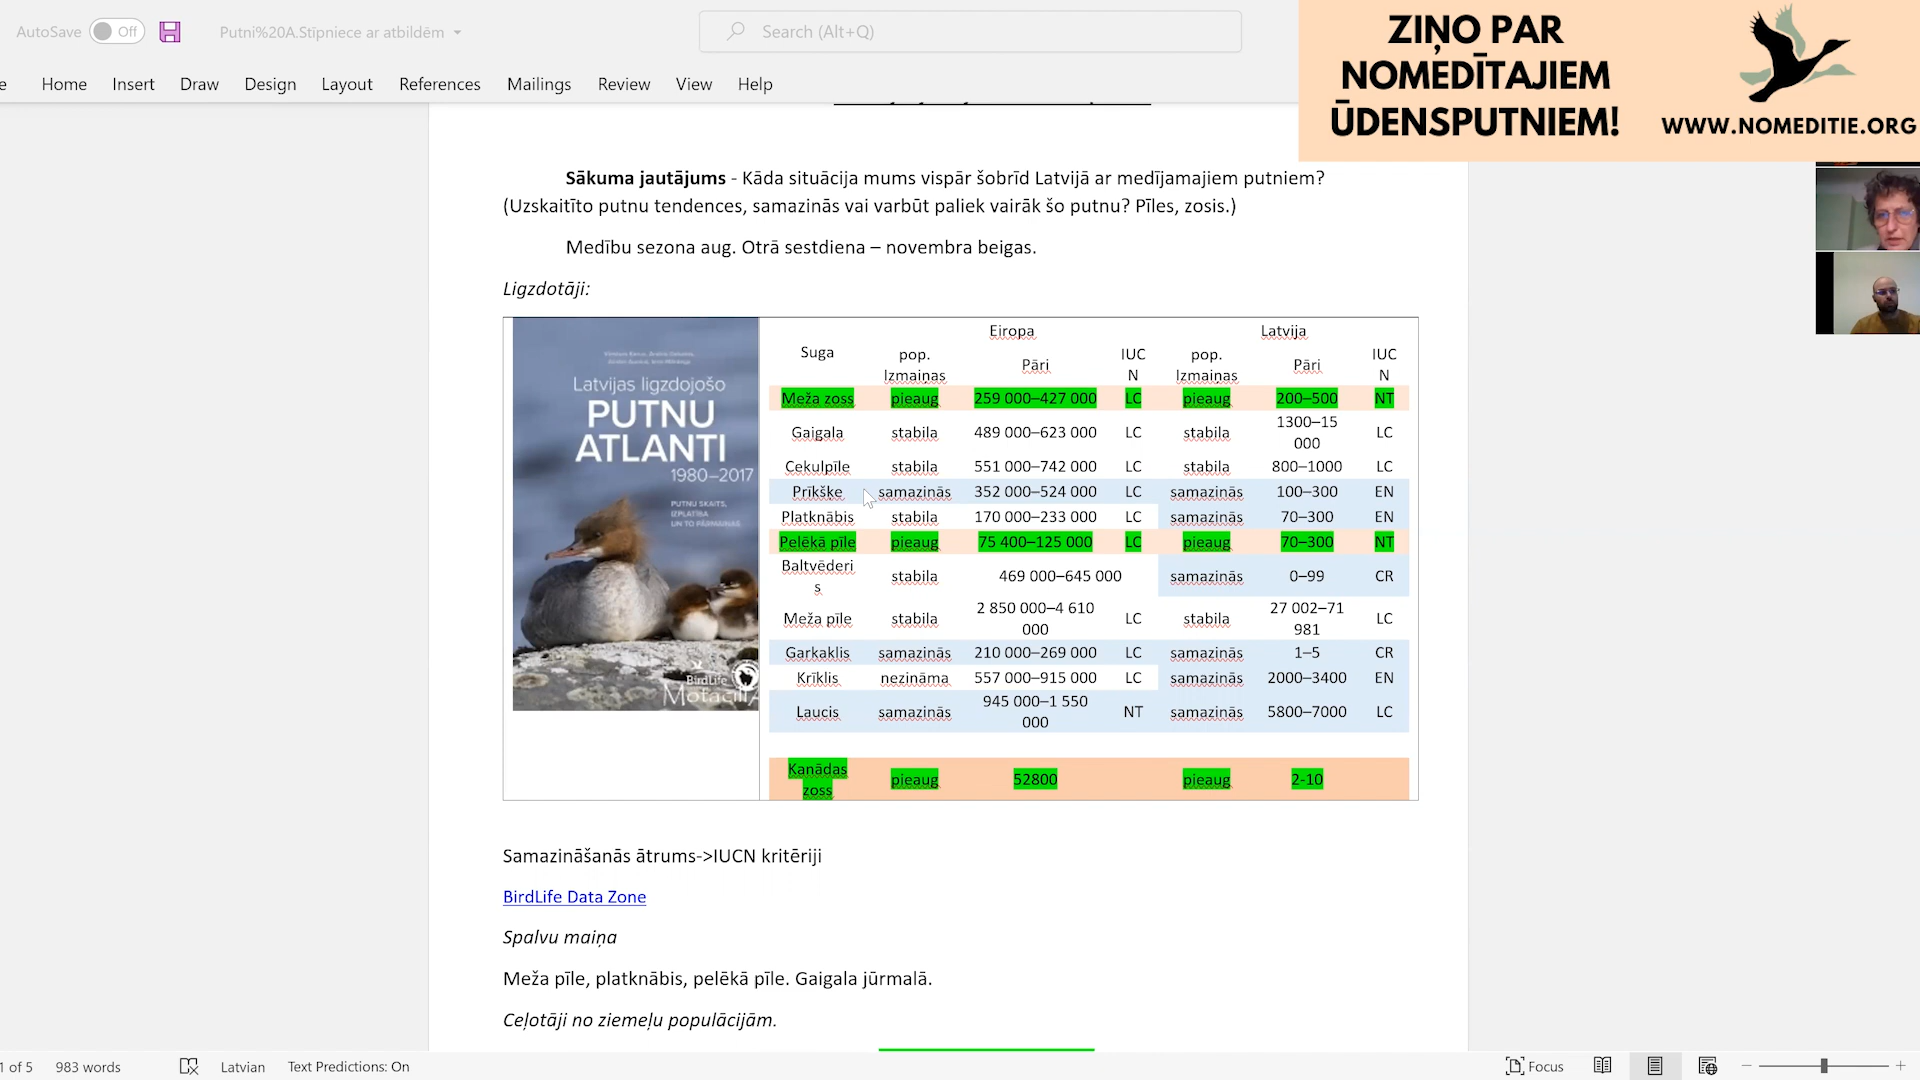 AutoSave Off Putni%20A.Stīpniece ar atbildēm Search (Alt+Q)
Home Insert Draw Design Layout References Mailings Review View Help
ZIŅO PAR
NOMEDĪTAJIEM
ŪDENSPUTNIEM!
WWW.NOMEDITIE.ORG
Sākuma jautājums - Kāda situācija mums vispār šobrīd Latvijā ar medījamajiem putniem?
(Uzskaitīto putnu tendences, samazinās vai varbūt paliek vairāk šo putnu? Pīles, zosis.)
Medību sezona aug. Otrā sestdiena – novembra beigas.
Ligzdotāji:
Latvijas ligzdojošo
PUTNU
ATLANTI
1980–2017
PUTNU SKAITS,
IZPLATĪBA
UN TO PĀRMAIŅAS
BirdLife
Eiropa Latvija
Suga pop. Izmaiņas Pāri IUCN pop. Izmaiņas Pāri IUCN
Meža zoss pieaug 259 000–427 000 LC pieaug 200–500 NT
Gaigala stabila 489 000–623 000 LC stabila 1300–15 000 LC
Cekulpīle stabila 551 000–742 000 LC stabila 800–1000 LC
Prīkšķe samazinās 352 000–524 000 LC samazinās 100–300 EN
Platknābis stabila 170 000–233 000 LC samazinās 70–300 EN
Pelēkā pīle pieaug 75 400–125 000 LC pieaug 70–300 NT
Baltvēderis stabila 469 000–645 000 samazinās 0–99 CR
Meža pīle stabila 2 850 000–4 610 000 LC stabila 27 002–71 981 LC
Garkaklis samazinās 210 000–269 000 LC samazinās 1–5 CR
Krīklis nezināma 557 000–915 000 LC samazinās 2000–3400 EN
Laucis samazinās 945 000–1 550 000 NT samazinās 5800–7000 LC
Kanādas zoss pieaug 52800 pieaug 2-10
Samazināšanās ātrums->IUCN kritēriji
BirdLife Data Zone
Spalvu maiņa
Meža pīle, platknābis, pelēkā pīle. Gaigala jūrmalā.
Ceļotāji no ziemeļu populācijām.
1 of 5 983 words Latvian Text Predictions: On Focus